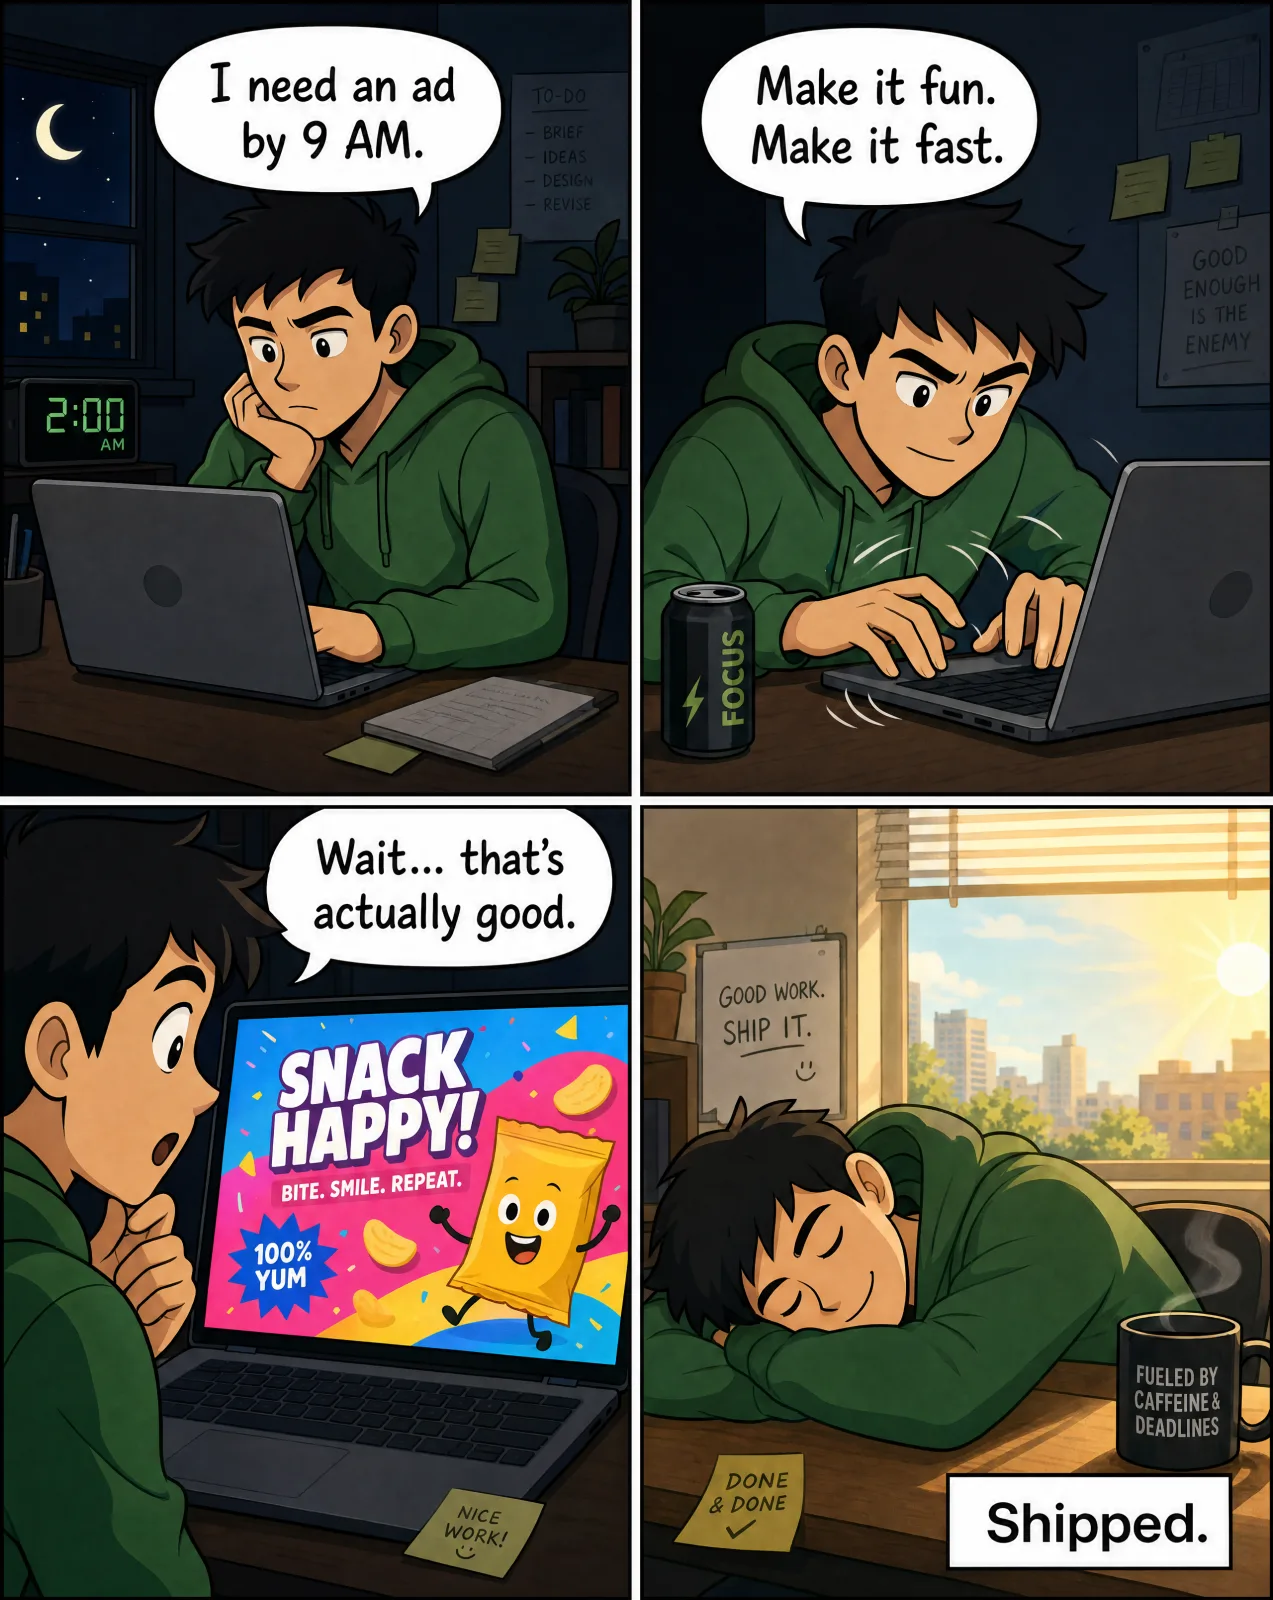 I need an ad
by 9 AM.
TO-DO
- BRIEF
- IDEAS
- DESIGN
- REVISE
2:00
AM
Make it fun.
Make it fast.
GOOD
ENOUGH
IS THE
ENEMY
FOCUS
Wait... that's
actually good.
SNACK
HAPPY!
BITE. SMILE. REPEAT.
100%
YUM
NICE
WORK!
GOOD WORK.
SHIP IT.
FUELED BY
CAFFEINE &
DEADLINES
DONE
& DONE
Shipped.